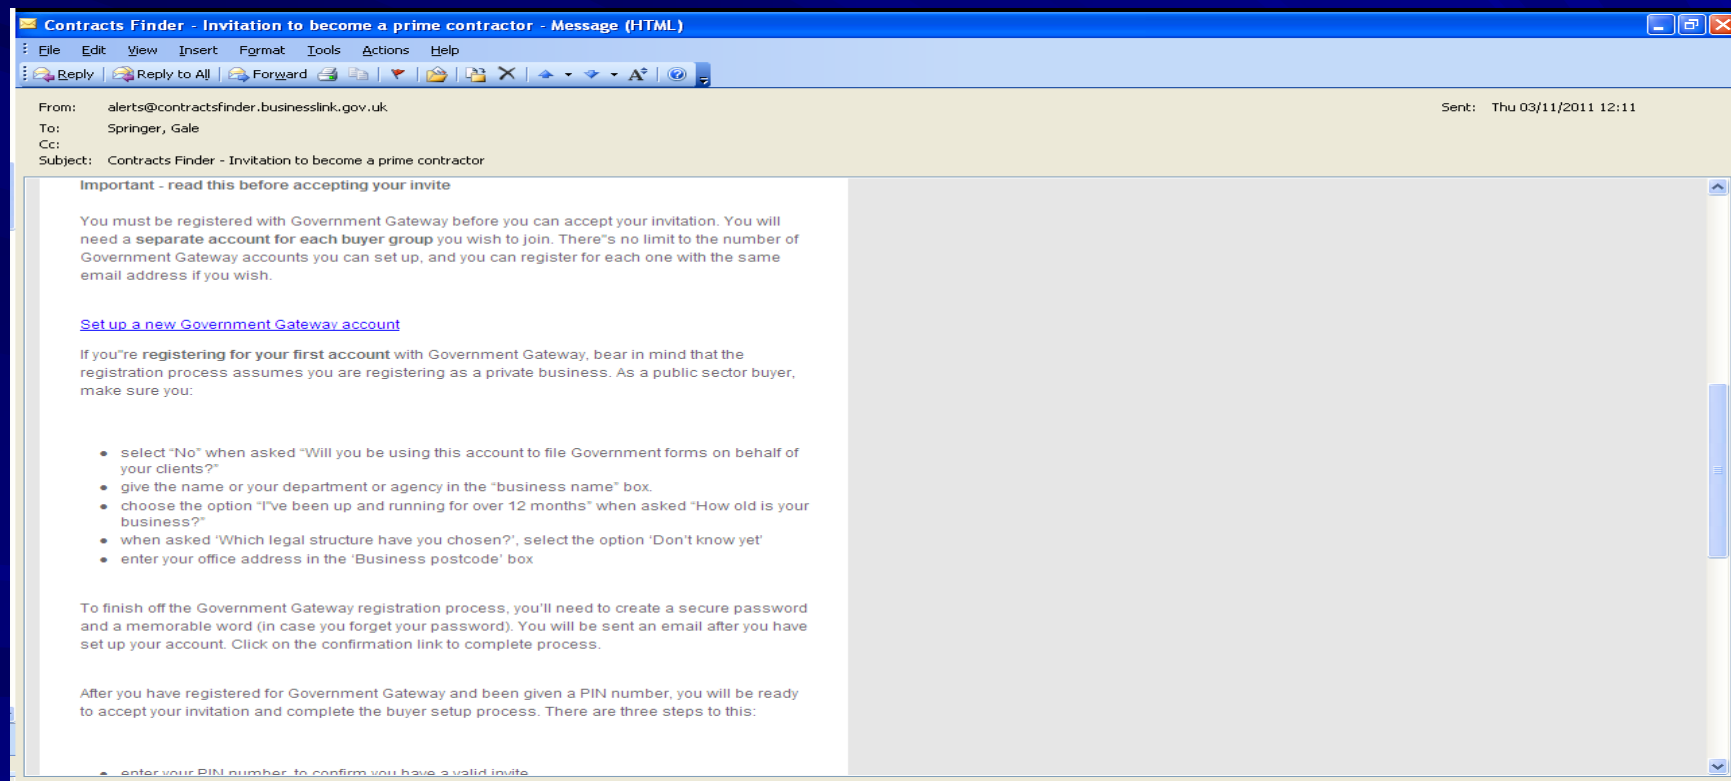 Contracts Finder - Invitation to become a prime contractor - Message (HTML)
File Edit View Insert Format Tools Actions Help
Reply Reply to All Forward
From: alerts@contractsfinder.businesslink.gov.uk Sent: Thu 03/11/2011 12:11
To: Springer, Gale
Cc:
Subject: Contracts Finder - Invitation to become a prime contractor
Important - read this before accepting your invite
You must be registered with Government Gateway before you can accept your invitation. You will
need a separate account for each buyer group you wish to join. There"s no limit to the number of
Government Gateway accounts you can set up, and you can register for each one with the same
email address if you wish.
Set up a new Government Gateway account
If you"re registering for your first account with Government Gateway, bear in mind that the
registration process assumes you are registering as a private business. As a public sector buyer,
make sure you:
• select “No” when asked “Will you be using this account to file Government forms on behalf of
your clients?”
• give the name or your department or agency in the “business name” box.
• choose the option “I"ve been up and running for over 12 months” when asked “How old is your
business?”
• when asked ‘Which legal structure have you chosen?’, select the option ‘Don’t know yet’
• enter your office address in the ‘Business postcode’ box
To finish off the Government Gateway registration process, you’ll need to create a secure password
and a memorable word (in case you forget your password). You will be sent an email after you have
set up your account. Click on the confirmation link to complete process.
After you have registered for Government Gateway and been given a PIN number, you will be ready
to accept your invitation and complete the buyer setup process. There are three steps to this:
• enter your PIN number, to confirm you have a valid invite